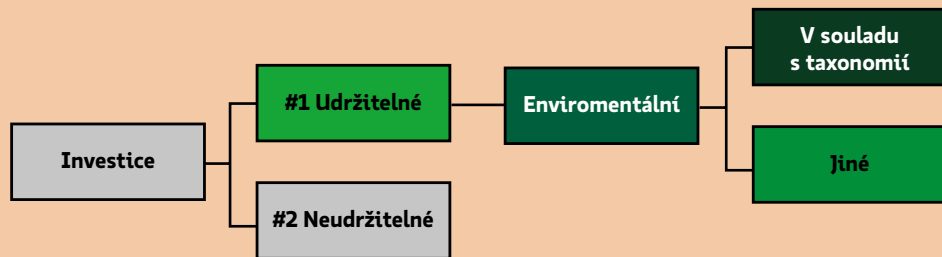 Investice
#1 Udržitelné
#2 Neudržitelné
Enviromentální
V souladu
s taxonomií
Jiné